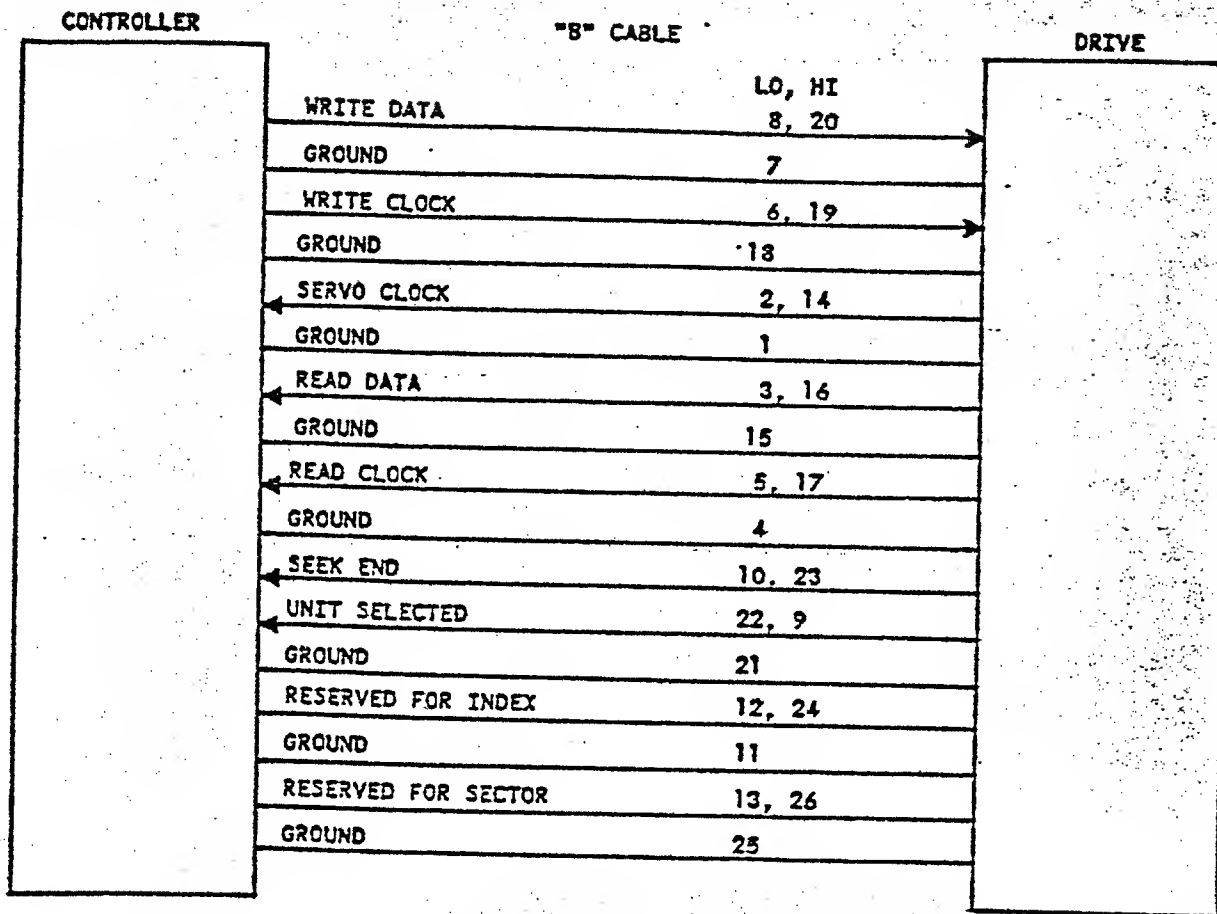 CONTROLLER
"B" CABLE
DRIVE
LO, HI
WRITE DATA 8, 20
GROUND 7
WRITE CLOCK 6, 19
GROUND 18
SERVO CLOCK 2, 14
GROUND 1
READ DATA 3, 16
GROUND 15
READ CLOCK 5, 17
GROUND 4
SEEK END 10. 23
UNIT SELECTED 22, 9
GROUND 21
RESERVED FOR INDEX 12, 24
GROUND 11
RESERVED FOR SECTOR 13, 26
GROUND 25